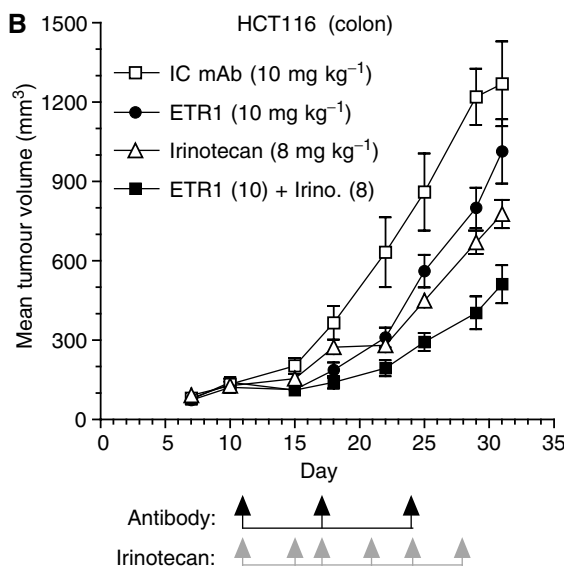 B
HCT116 (colon)
Mean tumour volume (mm³)
1500
1200
900
600
300
0
IC mAb (10 mg kg⁻¹)
ETR1 (10 mg kg⁻¹)
Irinotecan (8 mg kg⁻¹)
ETR1 (10) + Irino. (8)
0 5 10 15 20 25 30 35
Day
Antibody:
Irinotecan: